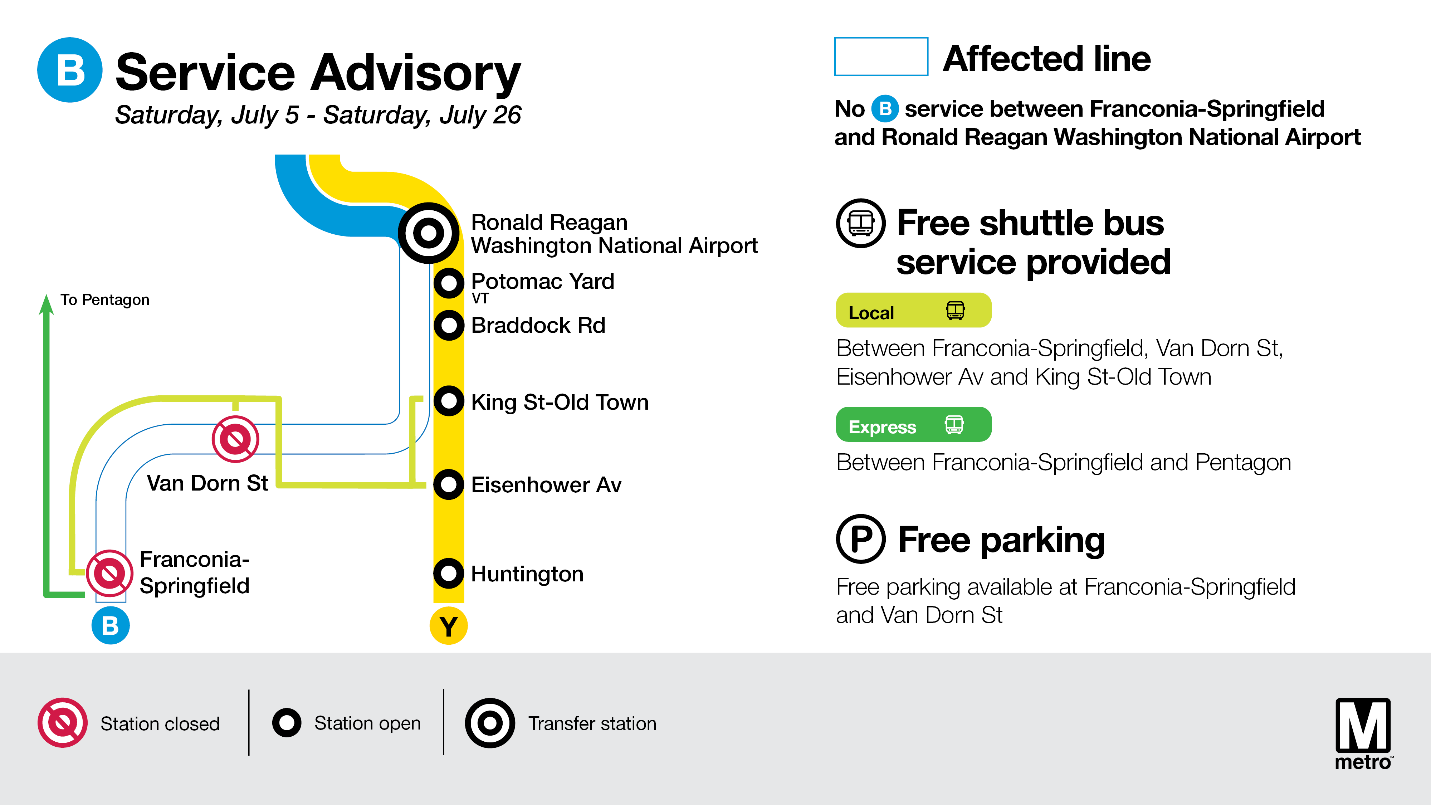 B Service Advisory
Saturday, July 5 - Saturday, July 26
Ronald Reagan
Washington National Airport
Potomac Yard
VT
Braddock Rd
To Pentagon
King St-Old Town
Van Dorn St
Eisenhower Av
Franconia-
Springfield
Huntington
B
Y
Affected line
No B service between Franconia-Springfield
and Ronald Reagan Washington National Airport
Free shuttle bus
service provided
Local
Between Franconia-Springfield, Van Dorn St,
Eisenhower Av and King St-Old Town
Express
Between Franconia-Springfield and Pentagon
P Free parking
Free parking available at Franconia-Springfield
and Van Dorn St
Station closed
Station open
Transfer station
M
metro™